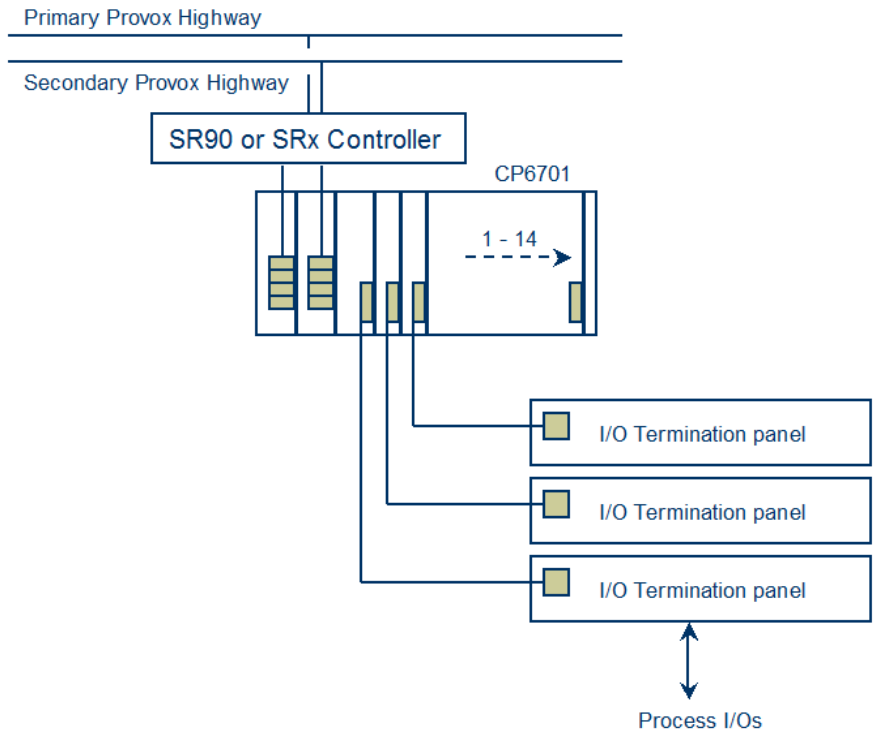 Primary Provox Highway
Secondary Provox Highway
SR90 or SRx Controller
CP6701
1 - 14
I/O Termination panel
I/O Termination panel
I/O Termination panel
Process I/Os